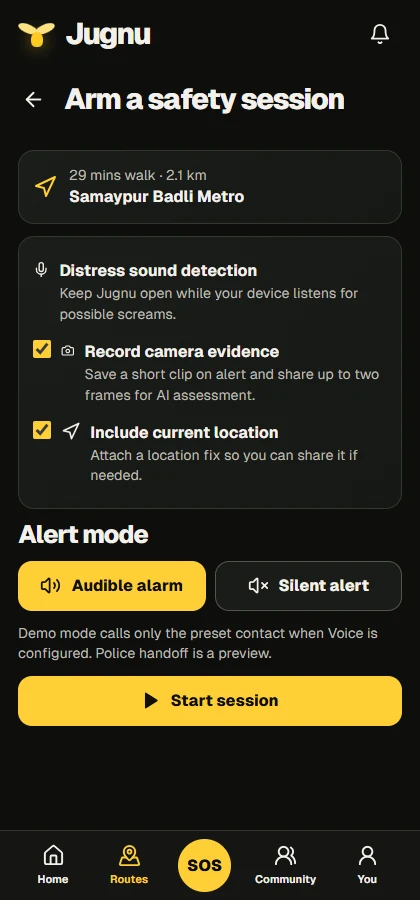 Jugnu
Arm a safety session
29 mins walk · 2.1 km
Samaypur Badli Metro
Distress sound detection
Keep Jugnu open while your device listens for
possible screams.
Record camera evidence
Save a short clip on alert and share up to two
frames for AI assessment.
Include current location
Attach a location fix so you can share it if
needed.
Alert mode
Audible alarm
Silent alert
Demo mode calls only the preset contact when Voice is
configured. Police handoff is a preview.
Start session
Home
Routes
SOS
Community
You